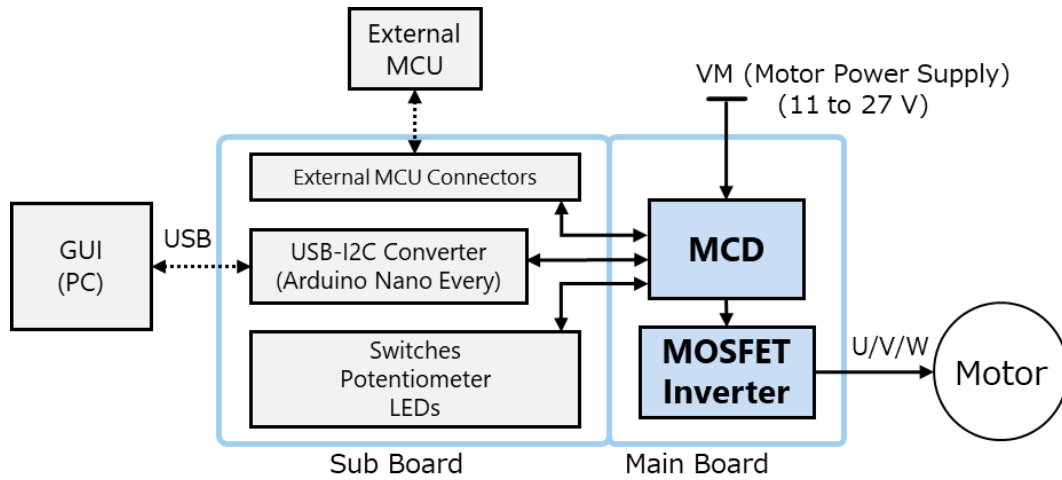 External
MCU
VM (Motor Power Supply)
(11 to 27 V)
External MCU Connectors
GUI
(PC)
USB
USB-I2C Converter
(Arduino Nano Every)
MCD
Switches
Potentiometer
LEDs
MOSFET
Inverter
U/V/W
Motor
Sub Board
Main Board